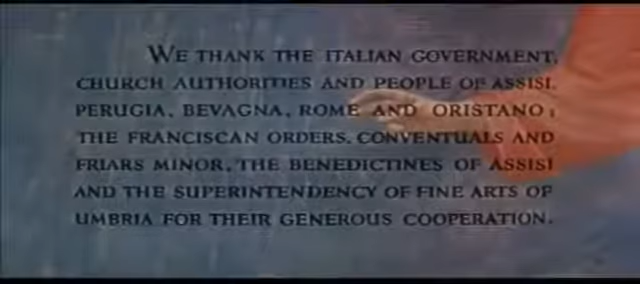 WE THANK THE ITALIAN GOVERNMENT,
CHURCH AUTHORITIES AND PEOPLE OF ASSISI,
PERUGIA, BEVAGNA, ROME AND ORISTANO;
THE FRANCISCAN ORDERS, CONVENTUALS AND
FRIARS MINOR, THE BENEDICTINES OF ASSISI
AND THE SUPERINTENDENCY OF FINE ARTS OF
UMBRIA FOR THEIR GENEROUS COOPERATION.